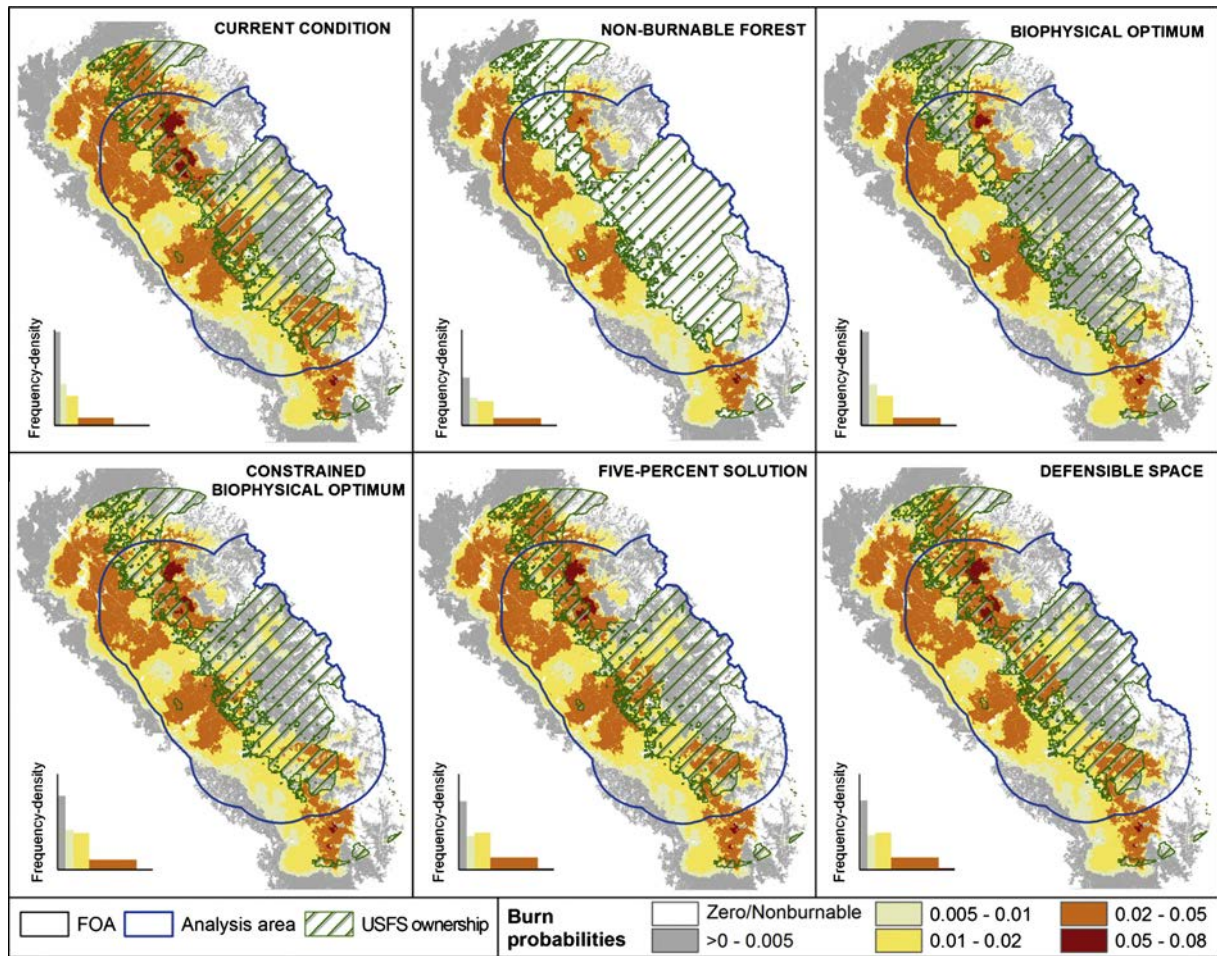 CURRENT CONDITION
NON-BURNABLE FOREST
BIOPHYSICAL OPTIMUM
Frequency-density
Frequency-density
Frequency-density
CONSTRAINED
BIOPHYSICAL OPTIMUM
FIVE-PERCENT SOLUTION
DEFENSIBLE SPACE
Frequency-density
Frequency-density
Frequency-density
FOA
Analysis area
USFS ownership
Burn
probabilities
Zero/Nonburnable
>0 - 0.005
0.005 - 0.01
0.01 - 0.02
0.02 - 0.05
0.05 - 0.08